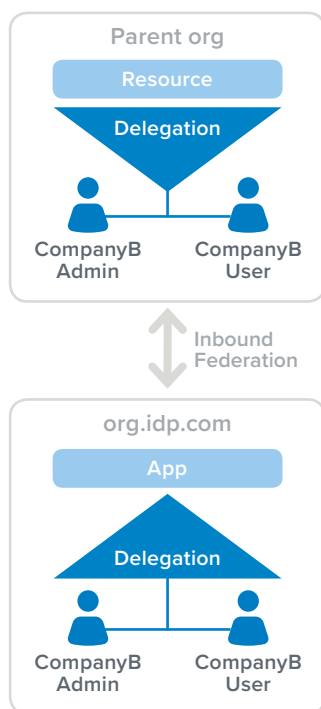 Parent org
Resource
Delegation
CompanyB
Admin
CompanyB
User
Inbound
Federation
org.idp.com
App
Delegation
CompanyB
Admin
CompanyB
User